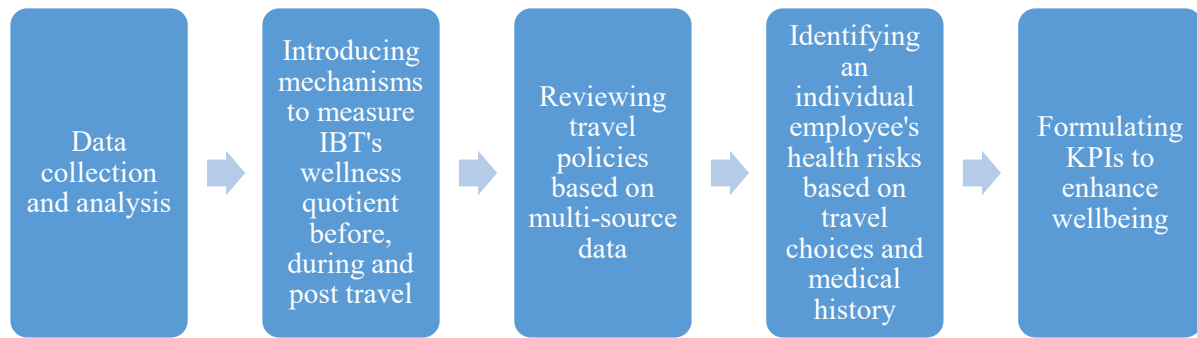 Data
collection
and analysis
Introducing
mechanisms
to measure
IBT's
wellness
quotient
before,
during and
post travel
Reviewing
travel
policies
based on
multi-source
data
Identifying
an
individual
employee's
health risks
based on
travel
choices and
medical
history
Formulating
KPIs to
enhance
wellbeing